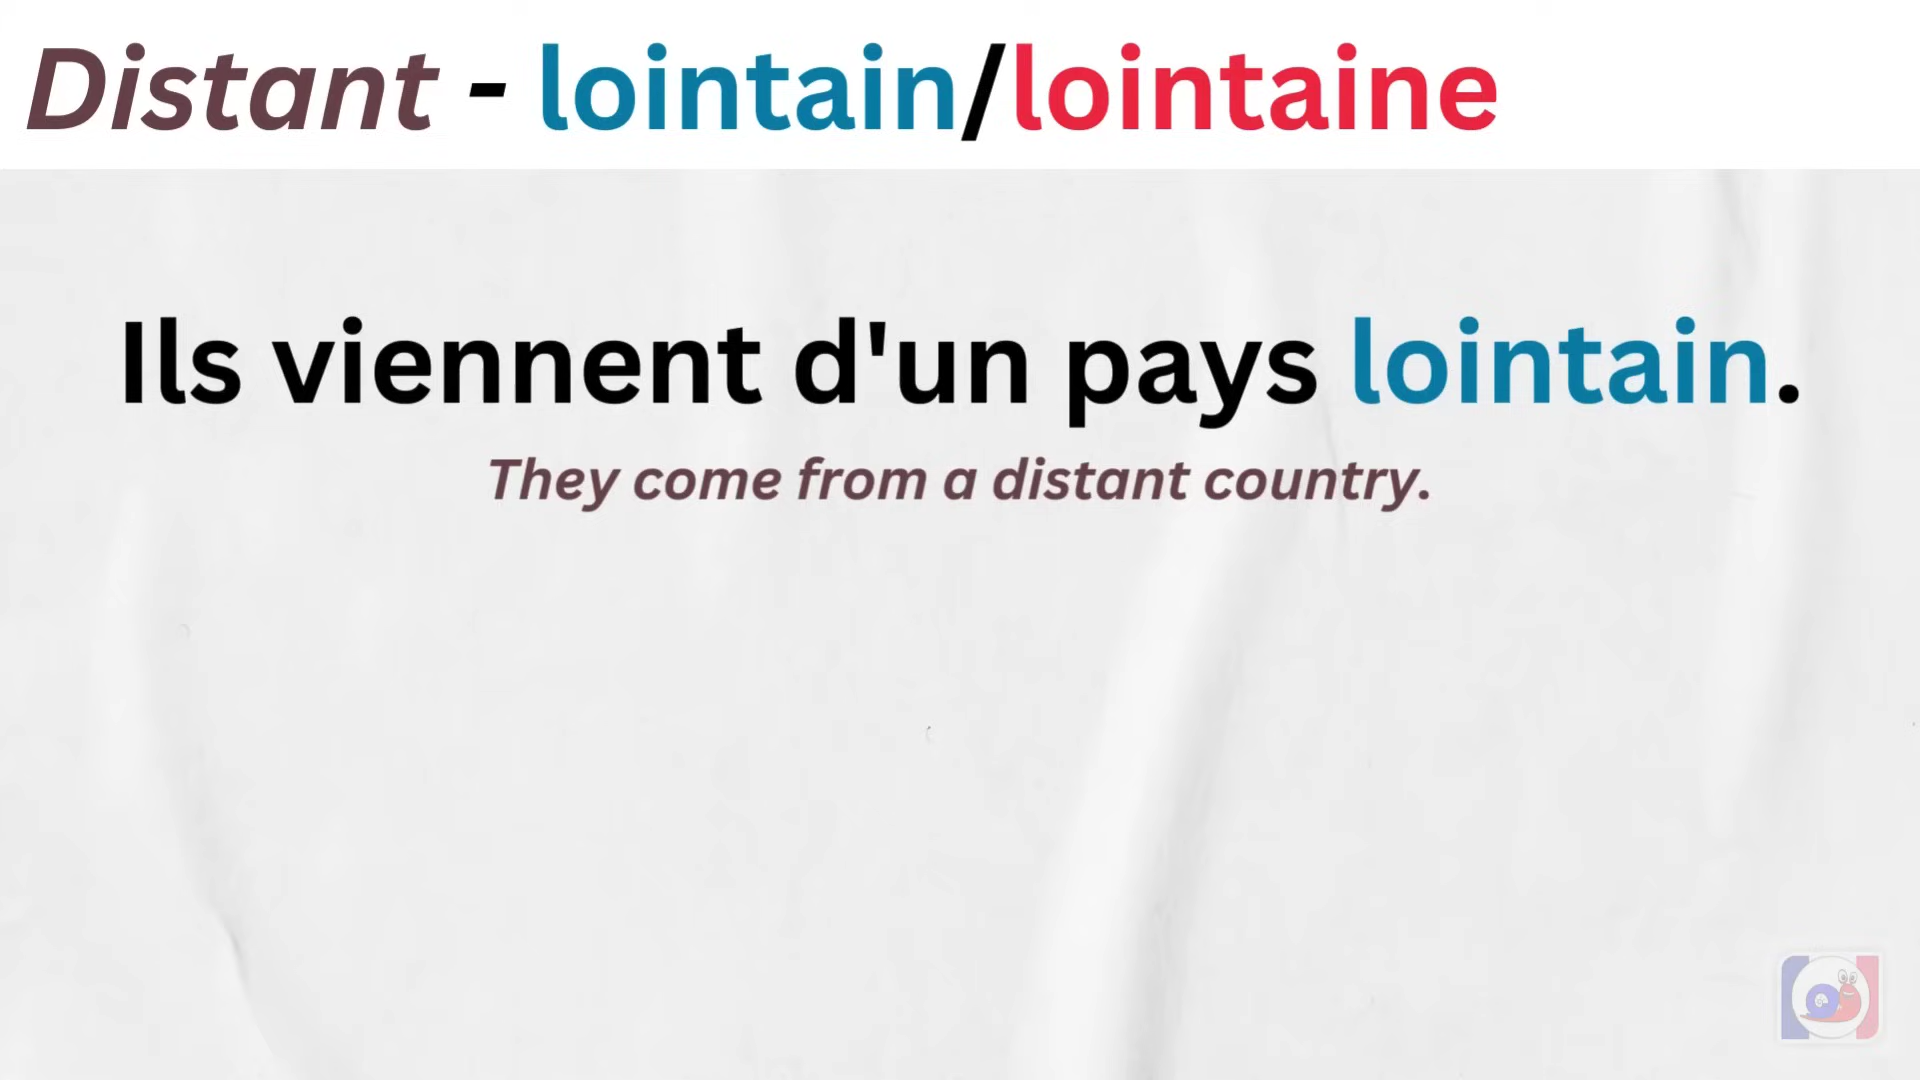 Distant - lointain/lointaine
Ils viennent d'un pays lointain.
They come from a distant country.